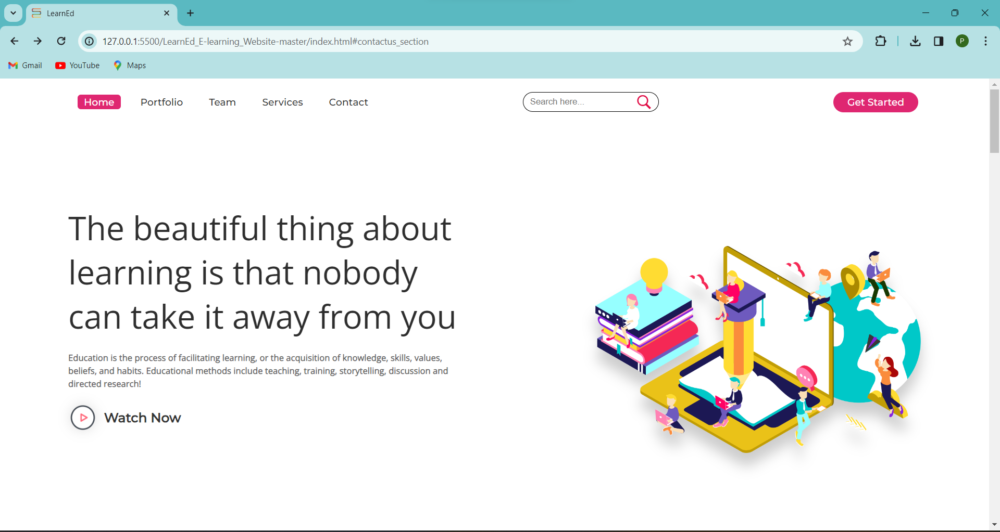 LearnEd
127.0.0.1:5500/LearnEd_E-learning_Website-master/index.html#contactus_section
P
Gmail YouTube Maps
Home Portfolio Team Services Contact Search here... Get Started
The beautiful thing about
learning is that nobody
can take it away from you
Education is the process of facilitating learning, or the acquisition of knowledge, skills, values,
beliefs, and habits. Educational methods include teaching, training, storytelling, discussion and
directed research!
Watch Now